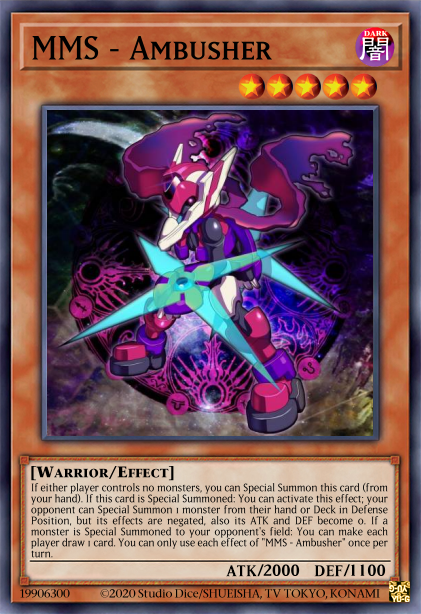 MMS - Ambusher
DARK
闇
[Warrior/Effect]
If either player controls no monsters, you can Special Summon this card (from
your hand). If this card is Special Summoned: You can activate this effect; your
opponent can Special Summon 1 monster from their hand or Deck in Defense
Position, but its effects are negated, also its ATK and DEF become 0. If a
monster is Special Summoned to your opponent's field: You can make each
player draw 1 card. You can only use each effect of "MMS - Ambusher" once per
turn.
ATK/2000 DEF/1100
19906300 ©2020 Studio Dice/SHUEISHA, TV TOKYO, KONAMI